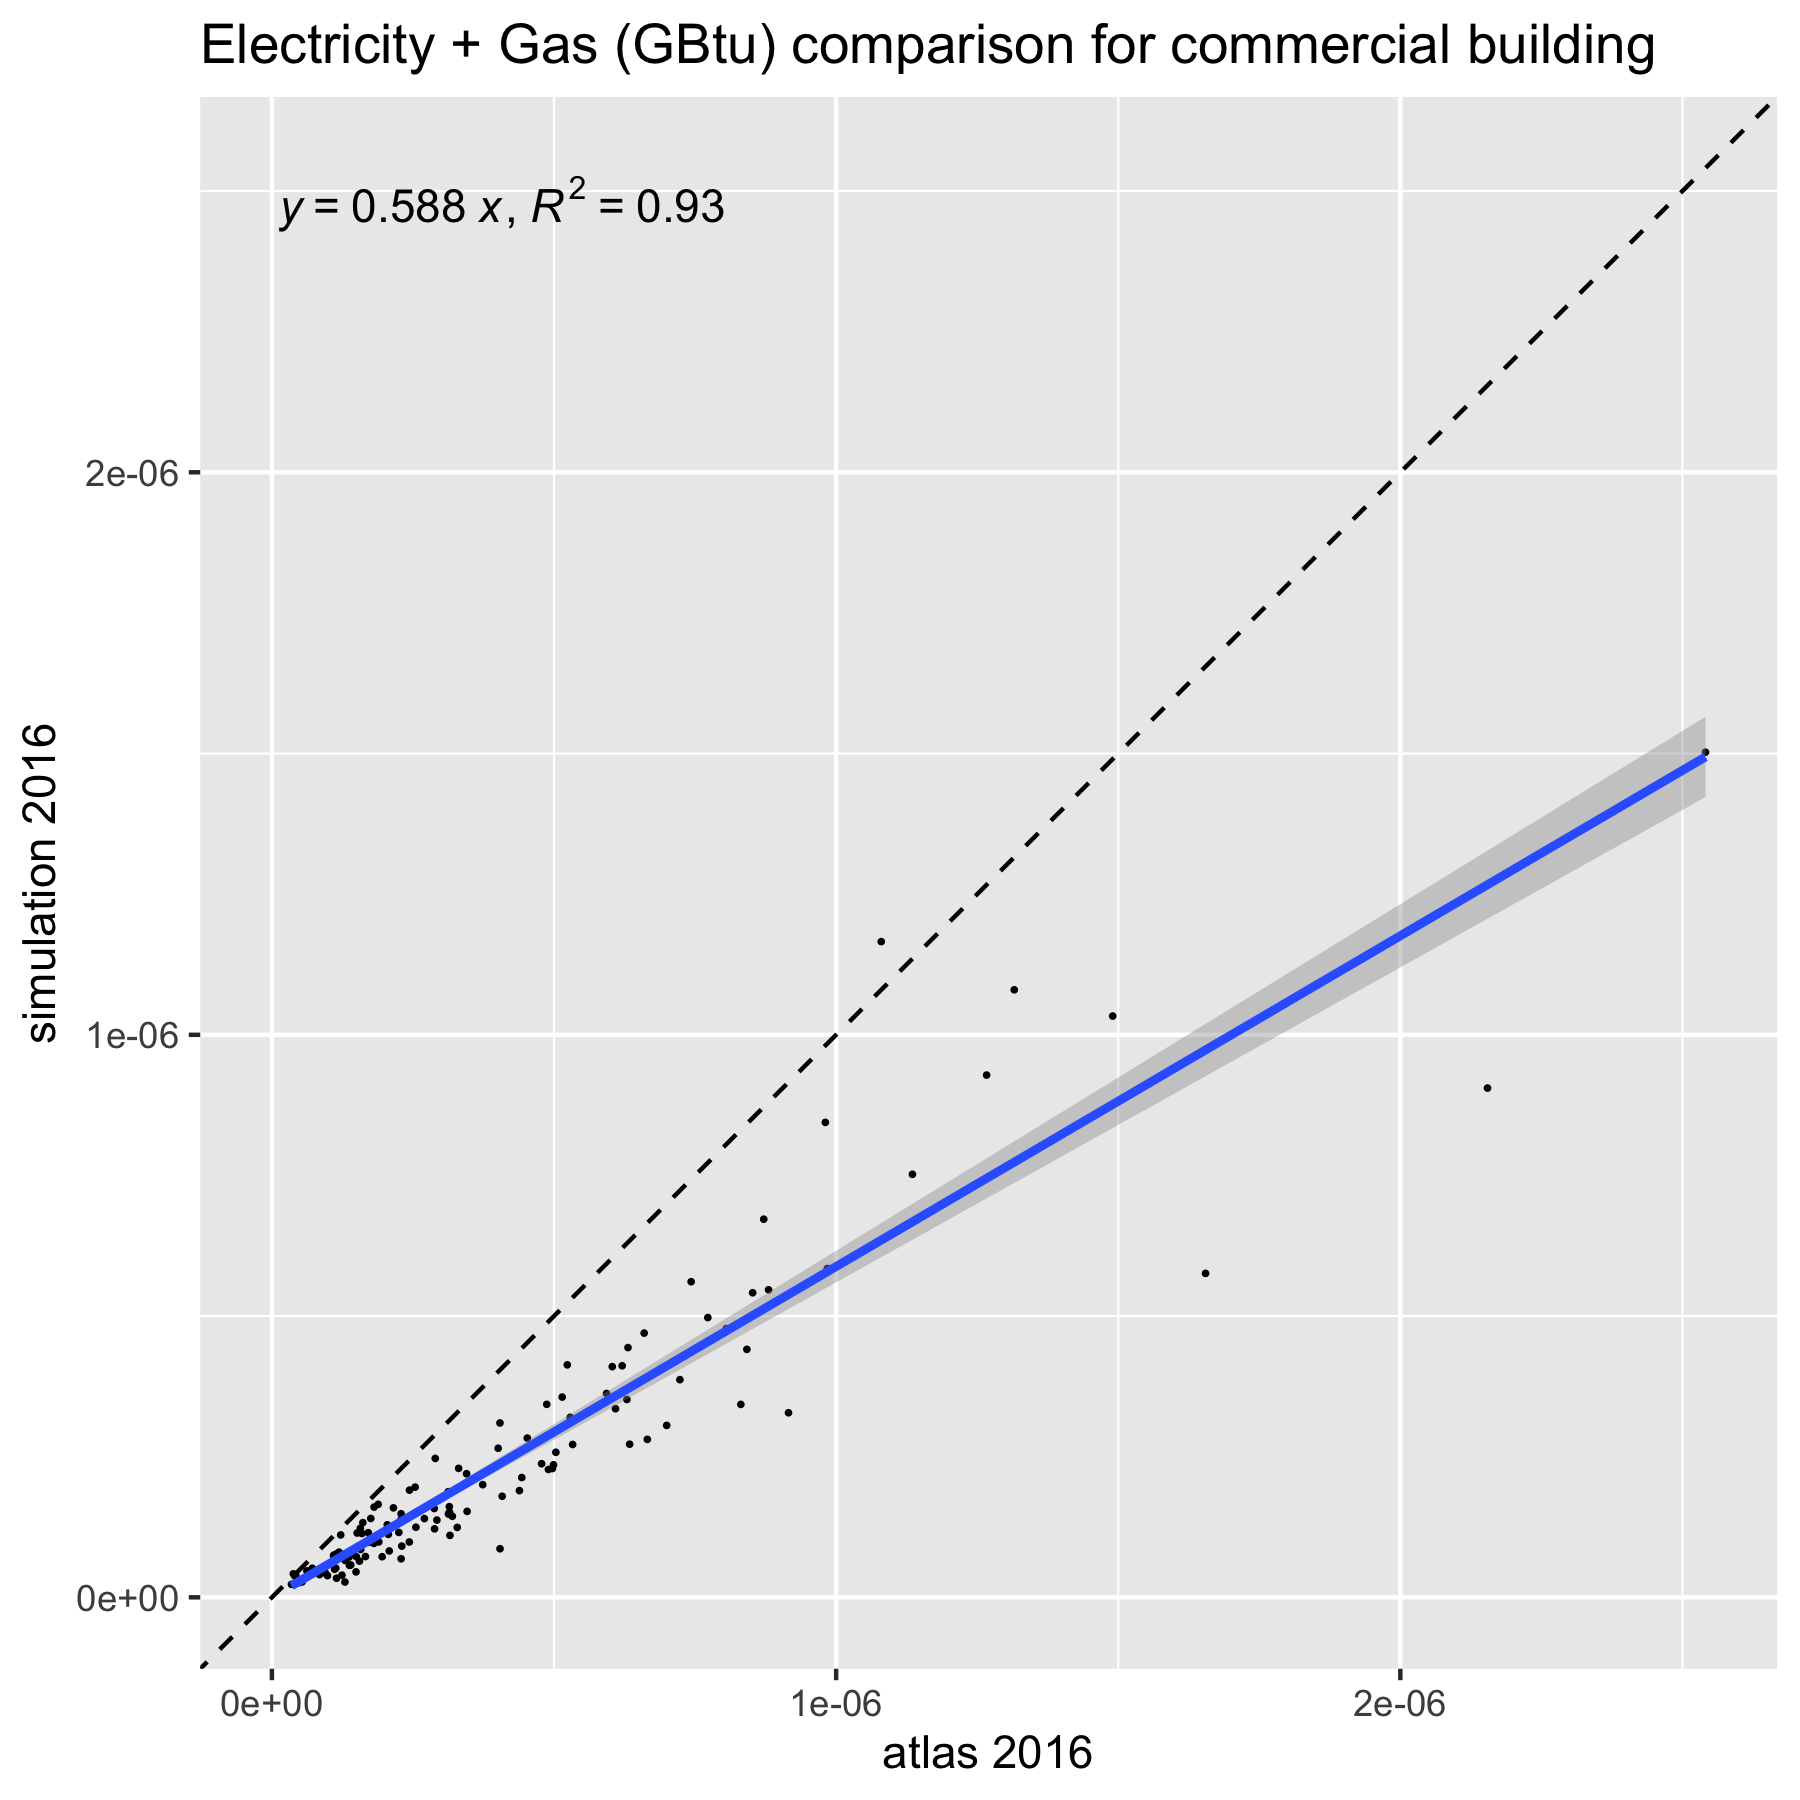 Electricity + Gas (GBtu) comparison for commercial building
y = 0.588 x, R² = 0.93
2e-06
1e-06
0e+00
simulation 2016
0e+00 1e-06 2e-06
atlas 2016